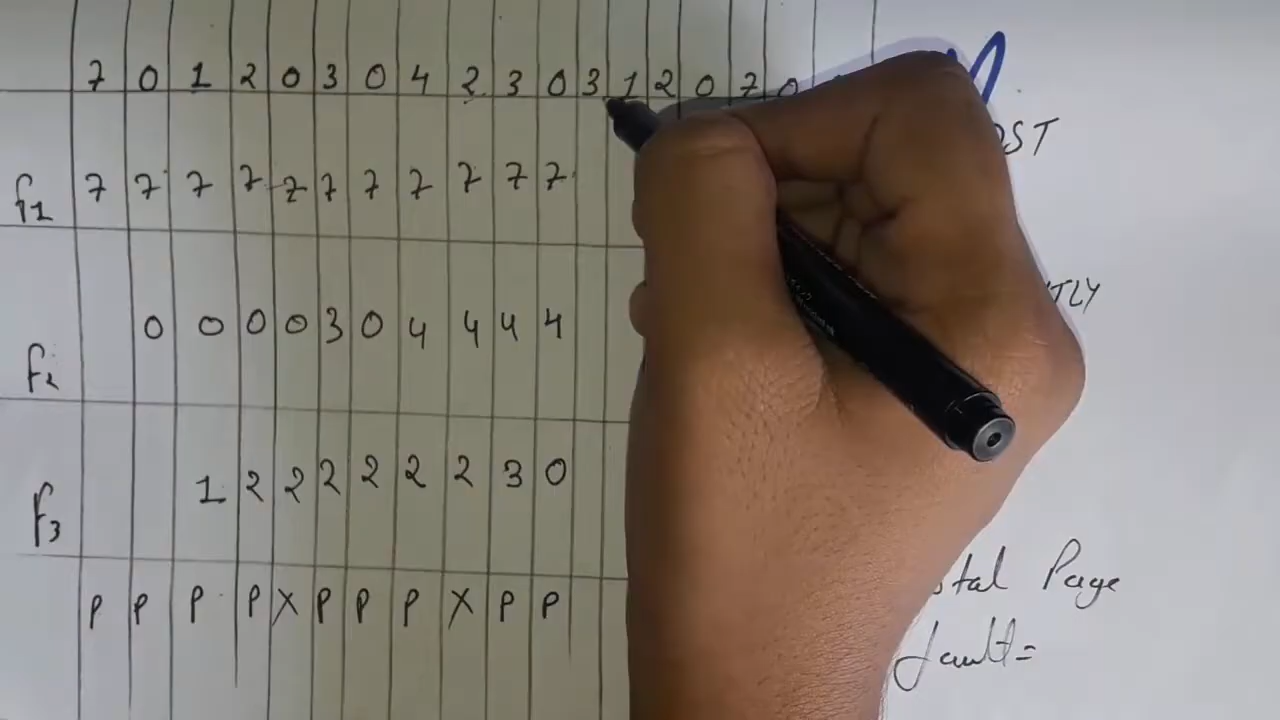 7 0 1 2 0 3 0 4 2 3 0 3 1 2 0 7 0
OST
f1 7 7 7 7 7 7 7 7 7 7 7
TLY
f2 0 0 0 0 3 0 4 4 4 4
f3 1 2 2 2 2 2 2 3 0
tal Page
P P P P X P P P X P P
fault=